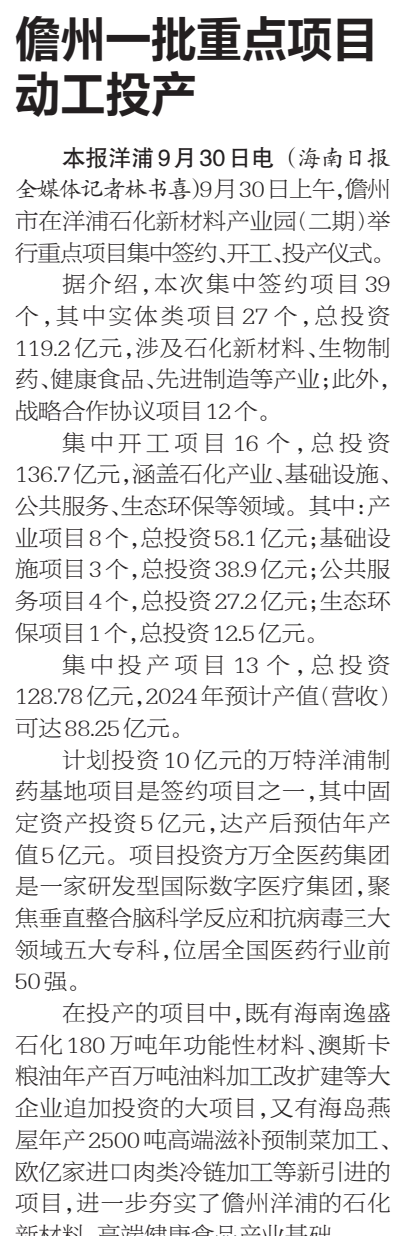 儋州一批重点项目
动工投产
本报洋浦9月30日电（海南日报
全媒体记者林书喜)9月30日上午,儋州
市在洋浦石化新材料产业园(二期)举
行重点项目集中签约、开工、投产仪式。
据介绍,本次集中签约项目39
个,其中实体类项目27个,总投资
119.2亿元,涉及石化新材料、生物制
药、健康食品、先进制造等产业;此外,
战略合作协议项目12个。
集中开工项目16个,总投资
136.7亿元,涵盖石化产业、基础设施、
公共服务、生态环保等领域。其中:产
业项目8个,总投资58.1亿元;基础设
施项目3个,总投资38.9亿元;公共服
务项目4个,总投资27.2亿元;生态环
保项目1个,总投资12.5亿元。
集中投产项目13个,总投资
128.78亿元,2024年预计产值(营收)
可达88.25亿元。
计划投资10亿元的万特洋浦制
药基地项目是签约项目之一,其中固
定资产投资5亿元,达产后预估年产
值5亿元。项目投资方万全医药集团
是一家研发型国际数字医疗集团,聚
焦垂直整合脑科学反应和抗病毒三大
领域五大专科,位居全国医药行业前
50强。
在投产的项目中,既有海南逸盛
石化180万吨年功能性材料、澳斯卡
粮油年产百万吨油料加工改扩建等大
企业追加投资的大项目,又有海岛燕
屋年产2500吨高端滋补预制菜加工、
欧亿家进口肉类冷链加工等新引进的
项目,进一步夯实了儋州洋浦的石化
新材料、高端健康食品产业基础